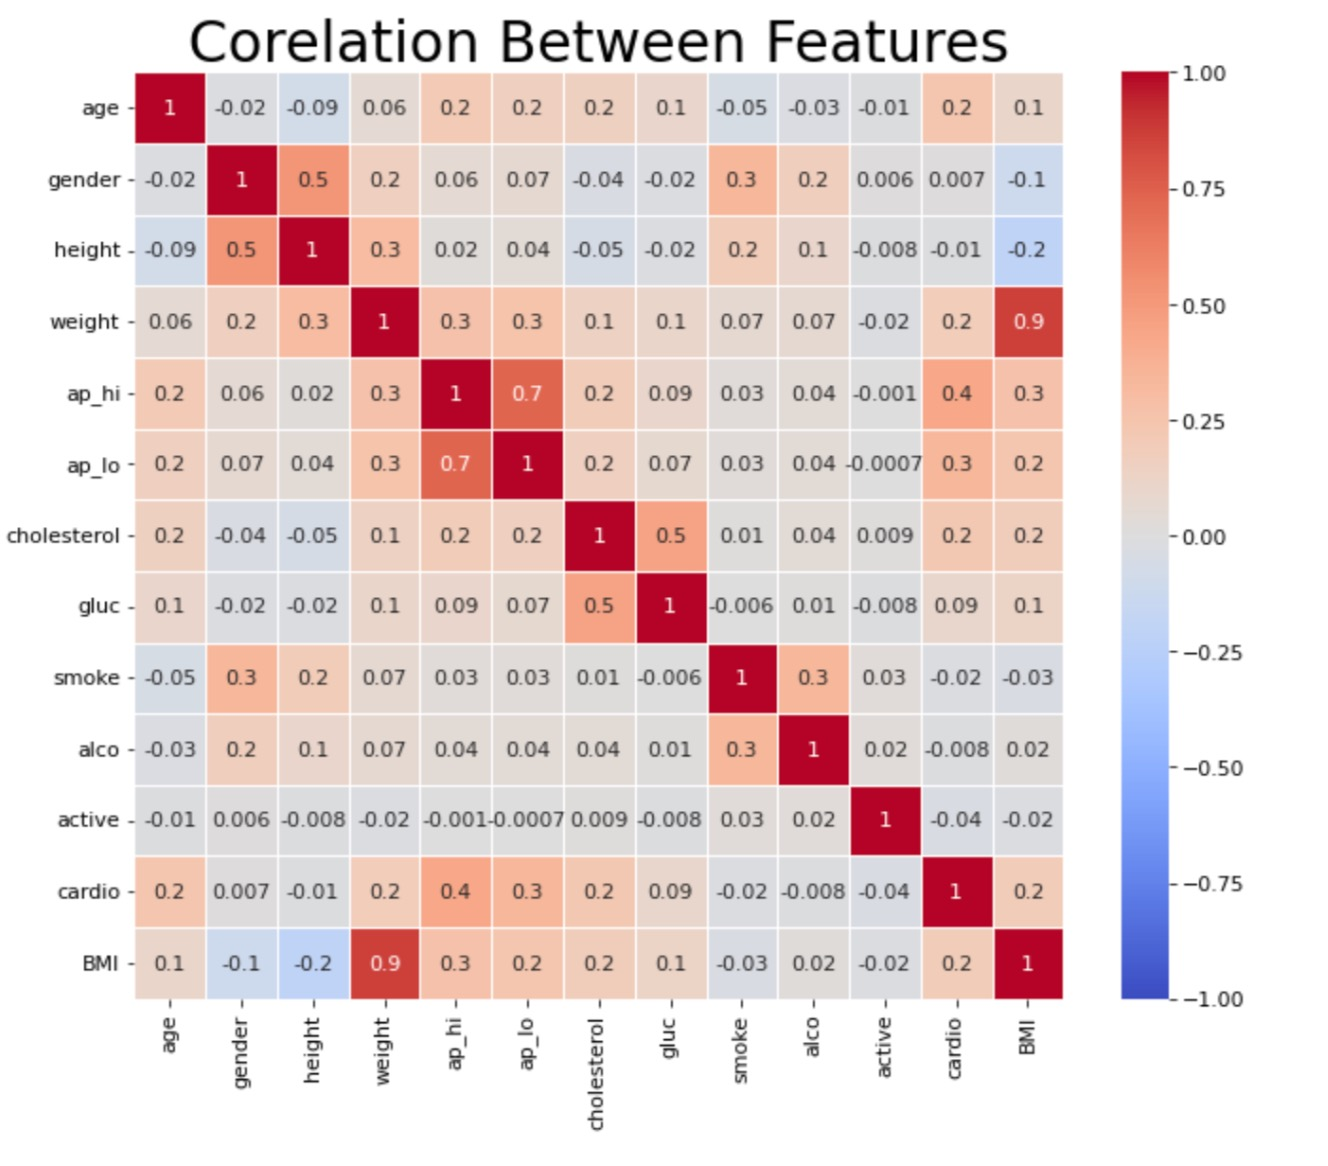 Corelation Between Features
age 1 -0.02 -0.09 0.06 0.2 0.2 0.2 0.1 -0.05 -0.03 -0.01 0.2 0.1
gender -0.02 1 0.5 0.2 0.06 0.07 -0.04 -0.02 0.3 0.2 0.006 0.007 -0.1
height -0.09 0.5 1 0.3 0.02 0.04 -0.05 -0.02 0.2 0.1 -0.008 -0.01 -0.2
weight 0.06 0.2 0.3 1 0.3 0.3 0.1 0.1 0.07 0.07 -0.02 0.2 0.9
ap_hi 0.2 0.06 0.02 0.3 1 0.7 0.2 0.09 0.03 0.04 -0.001 0.4 0.3
ap_lo 0.2 0.07 0.04 0.3 0.7 1 0.2 0.07 0.03 0.04 -0.0007 0.3 0.2
cholesterol 0.2 -0.04 -0.05 0.1 0.2 0.2 1 0.5 0.01 0.04 0.009 0.2 0.2
gluc 0.1 -0.02 -0.02 0.1 0.09 0.07 0.5 1 -0.006 0.01 -0.008 0.09 0.1
smoke -0.05 0.3 0.2 0.07 0.03 0.03 0.01 -0.006 1 0.3 0.03 -0.02 -0.03
alco -0.03 0.2 0.1 0.07 0.04 0.04 0.04 0.01 0.3 1 0.02 -0.008 0.02
active -0.01 0.006 -0.008 -0.02 -0.001 -0.0007 0.009 -0.008 0.03 0.02 1 -0.04 -0.02
cardio 0.2 0.007 -0.01 0.2 0.4 0.3 0.2 0.09 -0.02 -0.008 -0.04 1 0.2
BMI 0.1 -0.1 -0.2 0.9 0.3 0.2 0.2 0.1 -0.03 0.02 -0.02 0.2 1
age gender height weight ap_hi ap_lo cholesterol gluc smoke alco active cardio BMI
1.00
0.75
0.50
0.25
0.00
−0.25
−0.50
−0.75
−1.00